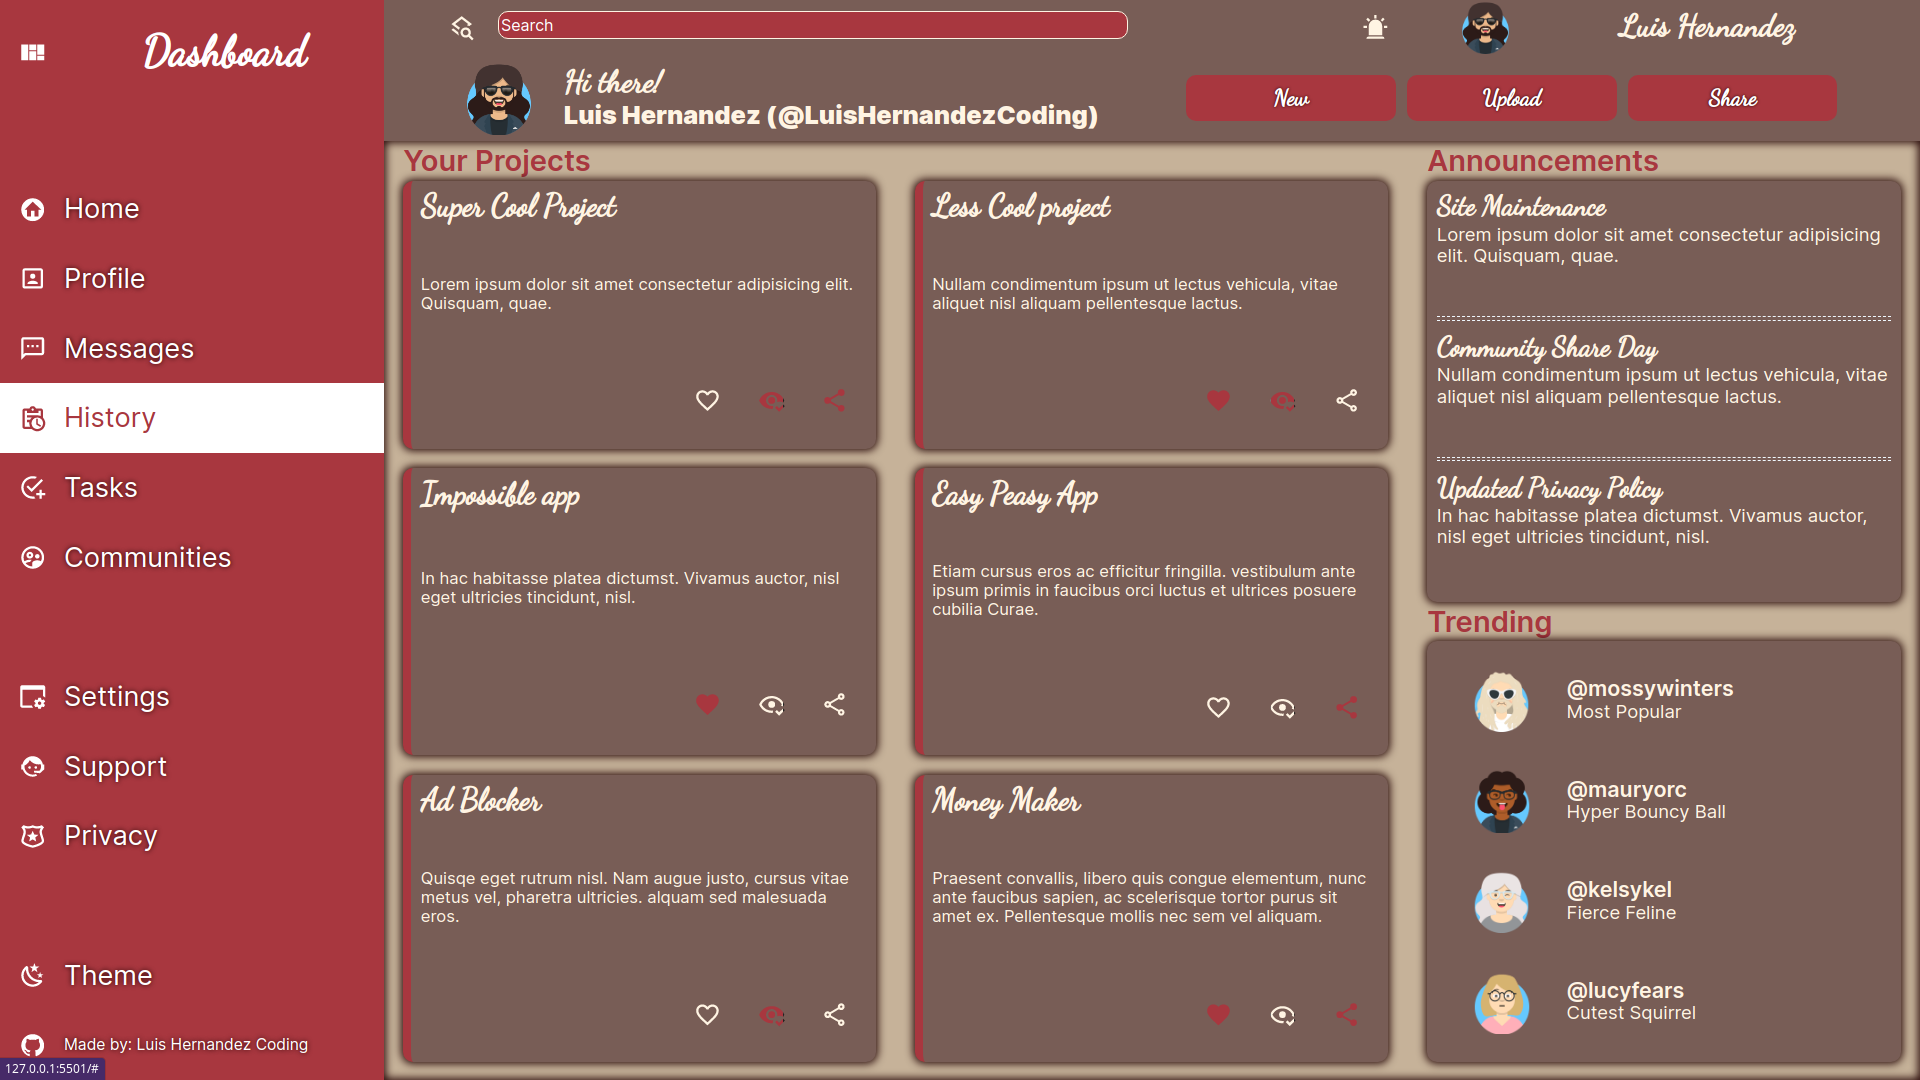 Dashboard
Home
Profile
Messages
History
Tasks
Communities
Settings
Support
Privacy
Theme
Made by: Luis Hernandez Coding
127.0.0.1:5501/#
Search
Luis Hernandez
Hi there!
Luis Hernandez (@LuisHernandezCoding)
New
Upload
Share
Your Projects
Super Cool Project
Lorem ipsum dolor sit amet consectetur adipisicing elit.
Quisquam, quae.
Less Cool project
Nullam condimentum ipsum ut lectus vehicula, vitae
aliquet nisl aliquam pellentesque lactus.
Impossible app
In hac habitasse platea dictumst. Vivamus auctor, nisl
eget ultricies tincidunt, nisl.
Easy Peasy App
Etiam cursus eros ac efficitur fringilla. vestibulum ante
ipsum primis in faucibus orci luctus et ultrices posuere
cubilia Curae.
Ad Blocker
Quisqe eget rutrum nisl. Nam augue justo, cursus vitae
metus vel, pharetra ultricies. alquam sed malesuada
eros.
Money Maker
Praesent convallis, libero quis congue elementum, nunc
ante faucibus sapien, ac scelerisque tortor purus sit
amet ex. Pellentesque mollis nec sem vel aliquam.
Announcements
Site Maintenance
Lorem ipsum dolor sit amet consectetur adipisicing
elit. Quisquam, quae.
Community Share Day
Nullam condimentum ipsum ut lectus vehicula, vitae
aliquet nisl aliquam pellentesque lactus.
Updated Privacy Policy
In hac habitasse platea dictumst. Vivamus auctor,
nisl eget ultricies tincidunt, nisl.
Trending
@mossywinters
Most Popular
@mauryorc
Hyper Bouncy Ball
@kelsykel
Fierce Feline
@lucyfears
Cutest Squirrel